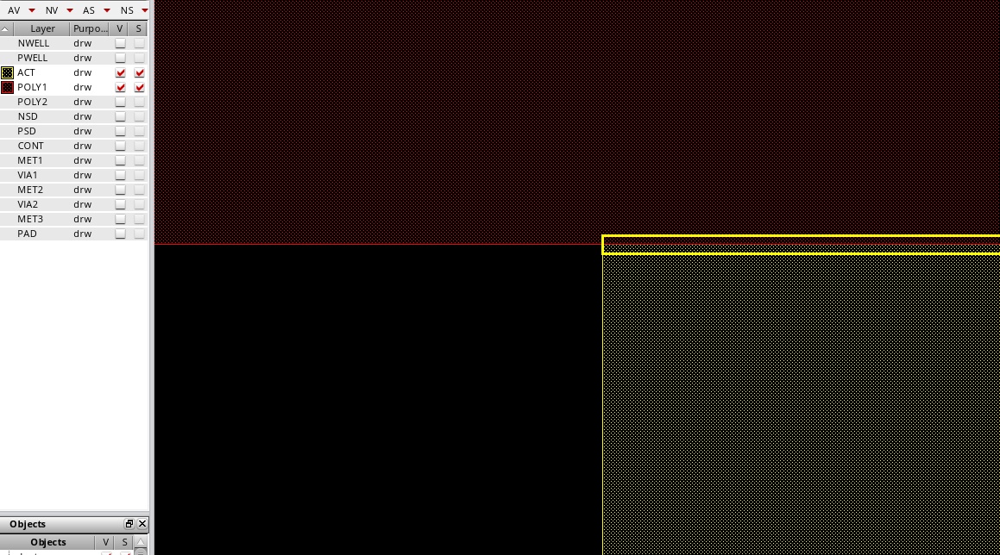 AV NV AS NS
Layer Purpo... V S
NWELL drw
PWELL drw
ACT drw
POLY1 drw
POLY2 drw
NSD drw
PSD drw
CONT drw
MET1 drw
VIA1 drw
MET2 drw
VIA2 drw
MET3 drw
PAD drw
Objects
Objects V S